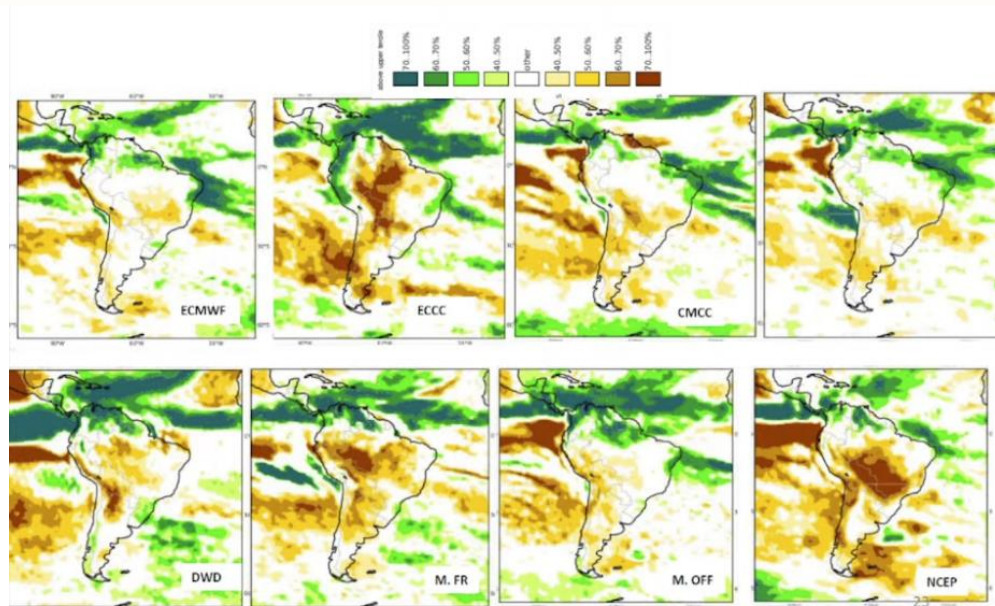 above upper tercile
70..100%
60..70%
50..60%
40..50%
other
40..50%
50..60%
60..70%
70..100%
ECMWF
ECCC
CMCC
DWD
M. FR
M. OFF
NCEP